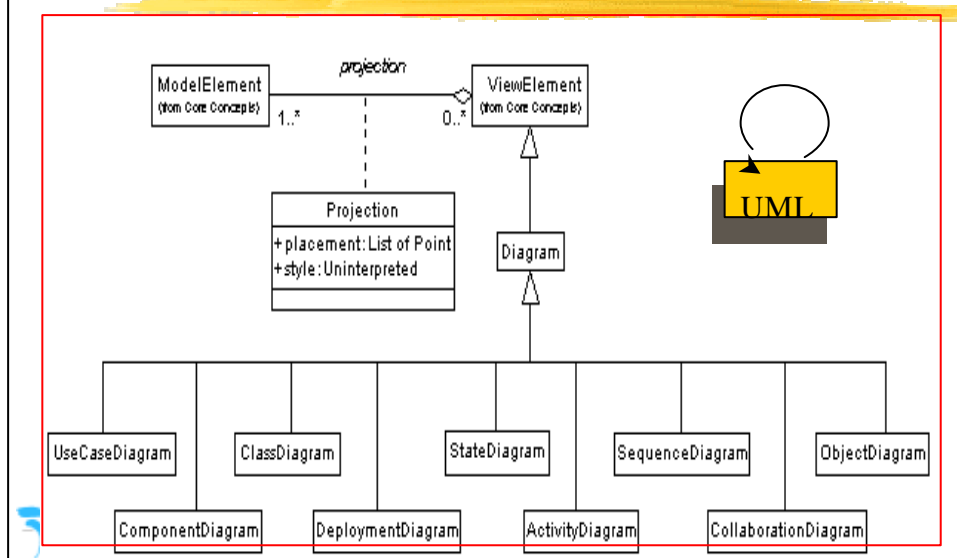 projection
ModelElement
(from Core Concepts)
1..*
0..*
ViewElement
(from Core Concepts)
Projection
+ placement:List of Point
+ style:Uninterpreted
Diagram
UML
UseCaseDiagram
ClassDiagram
StateDiagram
SequenceDiagram
ObjectDiagram
ComponentDiagram
DeploymentDiagram
ActivityDiagram
CollaborationDiagram